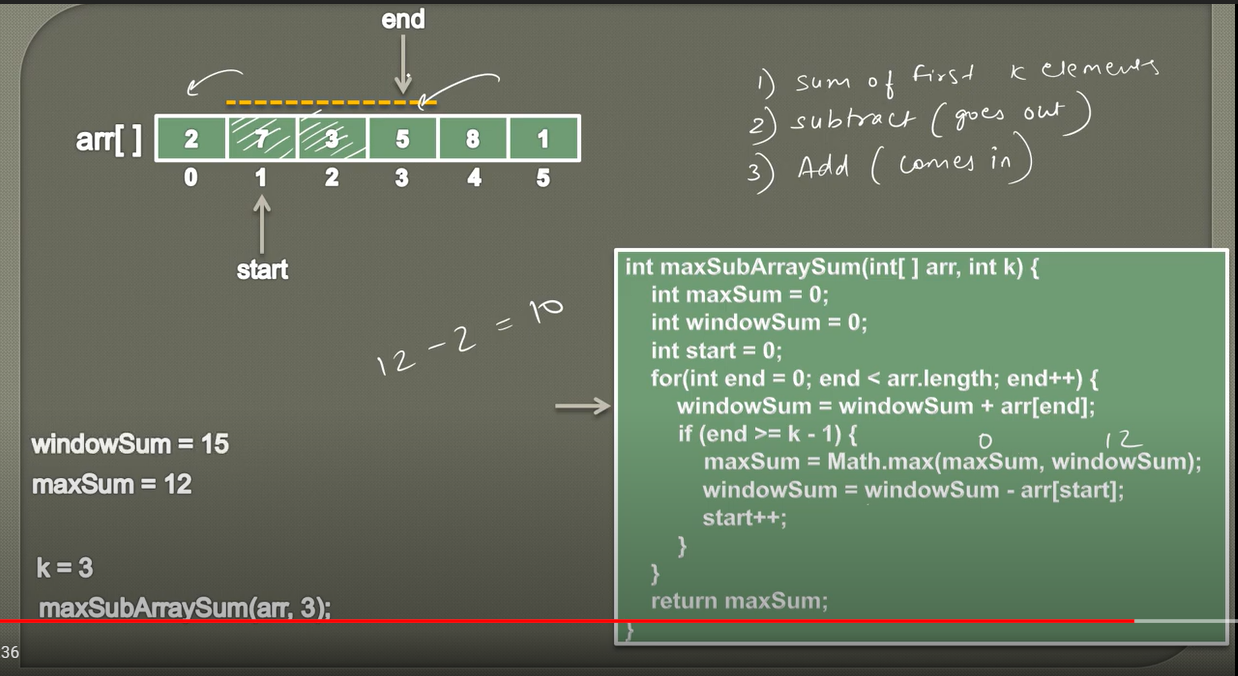 end
1) sum of first k elements
2) subtract (goes out)
3) Add (comes in)
arr[ ] 2 7 3 5 8 1
0 1 2 3 4 5
start
12 - 2 = 10
windowSum = 15
maxSum = 12
k = 3
maxSubArraySum(arr, 3);
int maxSubArraySum(int[ ] arr, int k) {
int maxSum = 0;
int windowSum = 0;
int start = 0;
for(int end = 0; end < arr.length; end++) {
windowSum = windowSum + arr[end];
if (end >= k - 1) {
0 12
maxSum = Math.max(maxSum, windowSum);
windowSum = windowSum - arr[start];
start++;
}
}
return maxSum;
}
36